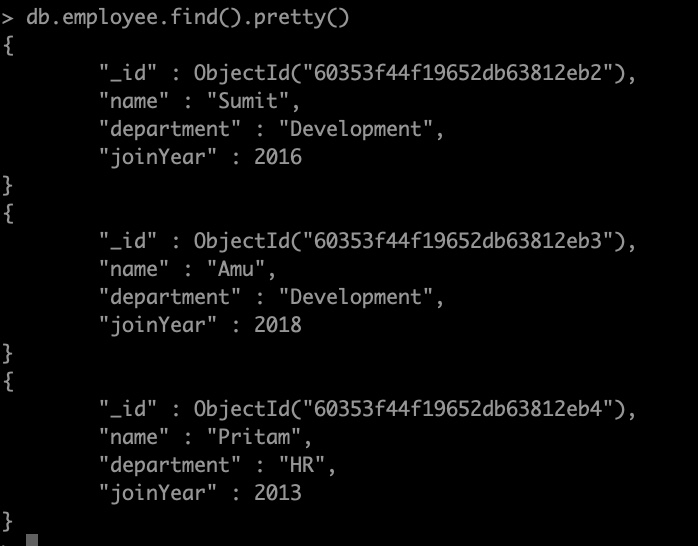 > db.employee.find().pretty()
{
        "_id" : ObjectId("60353f44f19652db63812eb2"),
        "name" : "Sumit",
        "department" : "Development",
        "joinYear" : 2016
}
{
        "_id" : ObjectId("60353f44f19652db63812eb3"),
        "name" : "Amu",
        "department" : "Development",
        "joinYear" : 2018
}
{
        "_id" : ObjectId("60353f44f19652db63812eb4"),
        "name" : "Pritam",
        "department" : "HR",
        "joinYear" : 2013
}
>